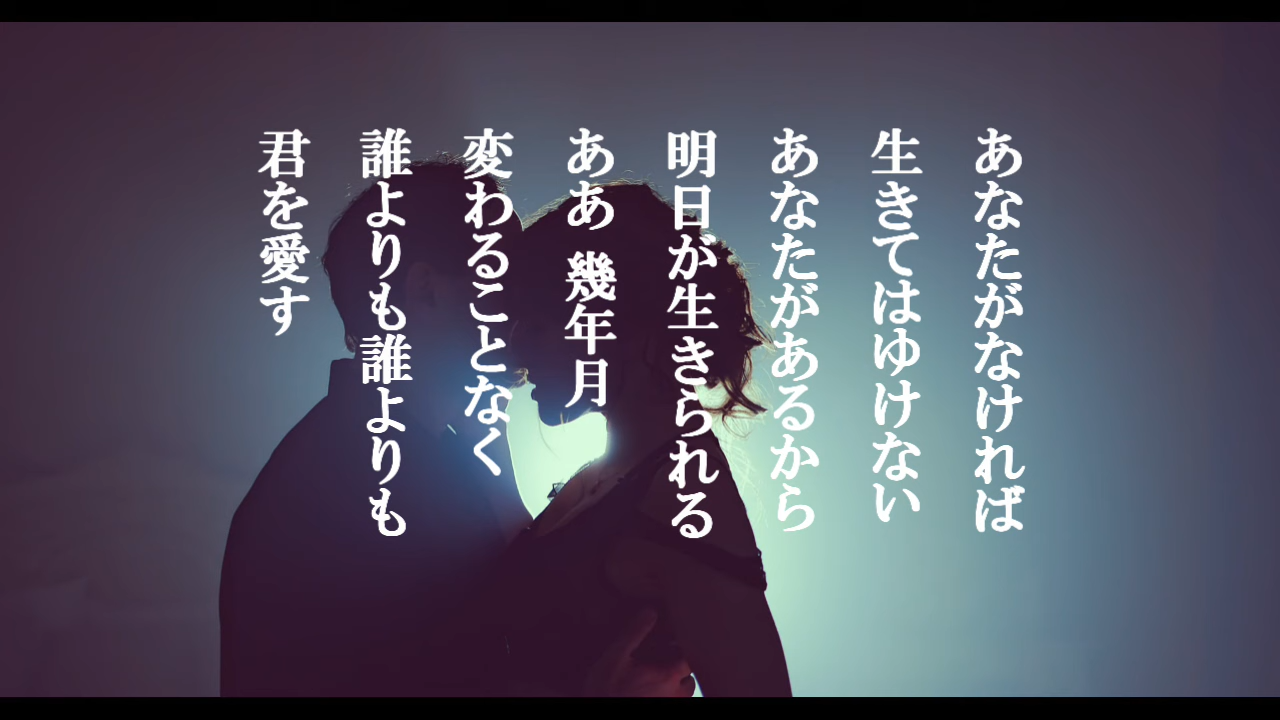 あなたがなければ
生きてはゆけない
あなたがあるから
明日が生きられる
ああ 幾年月
変わることなく
誰よりも誰よりも
君を愛す